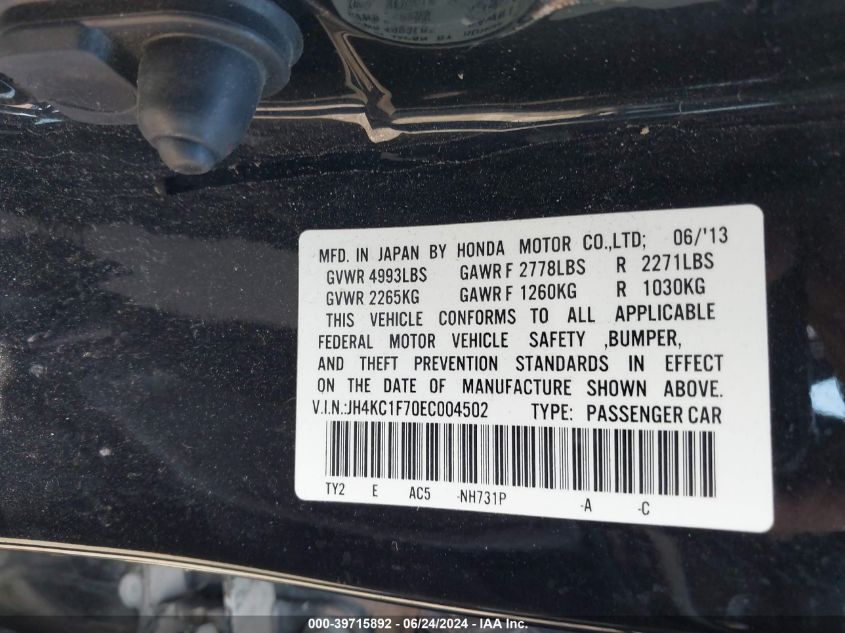 MFD. IN JAPAN BY HONDA MOTOR CO.,LTD; 06/'13
GVWR 4993LBS GAWR F 2778LBS R 2271LBS
GVWR 2265KG GAWR F 1260KG R 1030KG
THIS VEHICLE CONFORMS TO ALL APPLICABLE
FEDERAL MOTOR VEHICLE SAFETY ,BUMPER,
AND THEFT PREVENTION STANDARDS IN EFFECT
ON THE DATE OF MANUFACTURE SHOWN ABOVE.
V.I.N.:JH4KC1F70EC004502 TYPE: PASSENGER CAR
TY2 E AC5 -NH731P -A -C
000-39715892 - 06/24/2024 - IAA Inc.